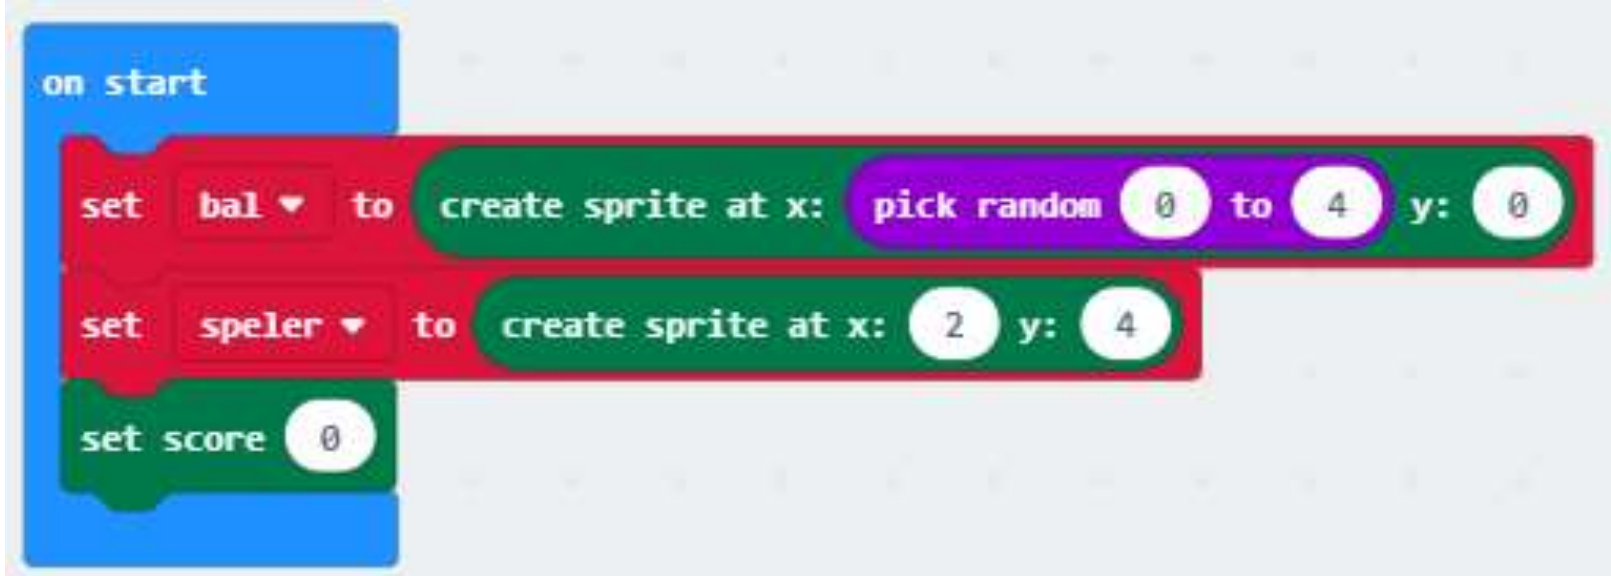 on start
set bal to create sprite at x: pick random 0 to 4 y: 0
set speler to create sprite at x: 2 y: 4
set score 0